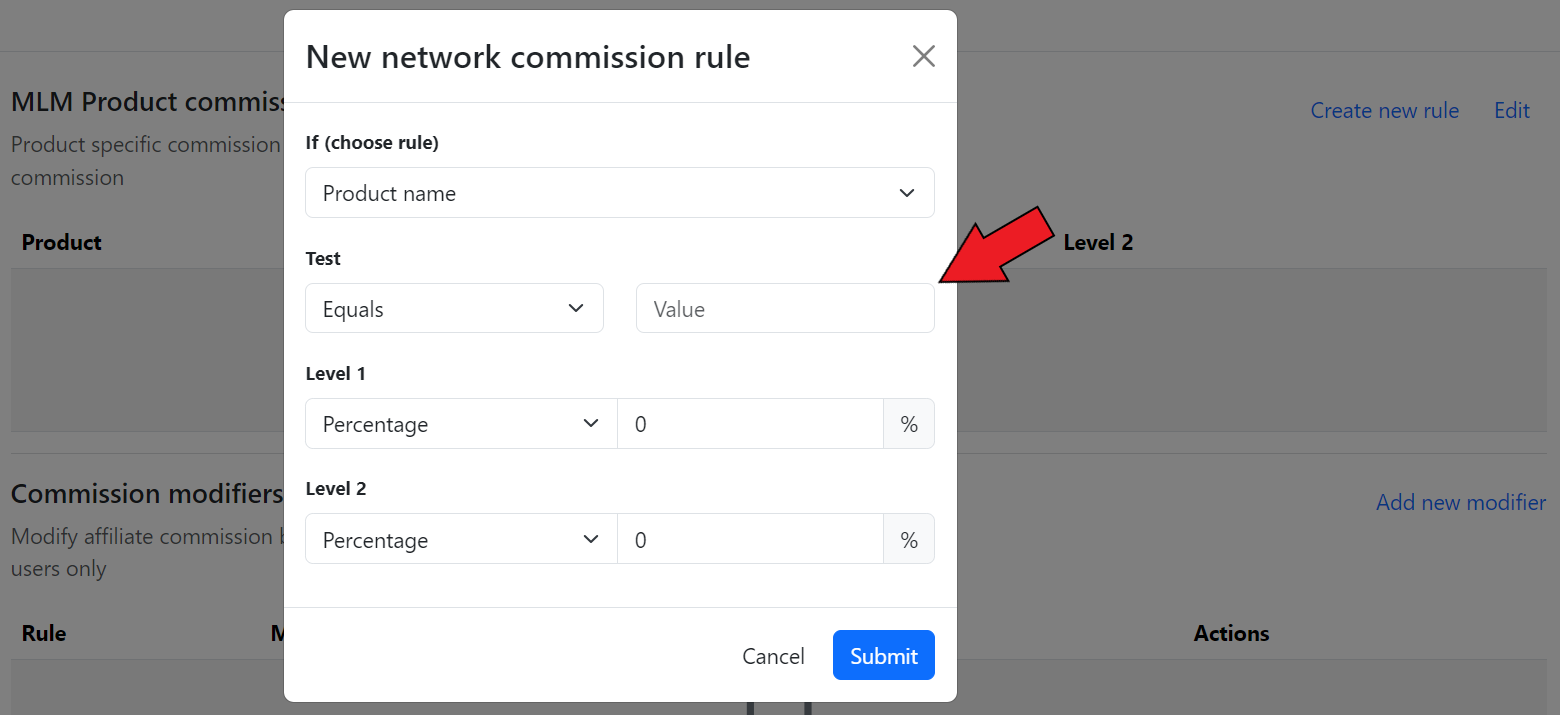 New network commission rule
MLM Product commiss
Create new rule
Edit
Product specific commission
commission
If (choose rule)
Product name
Product
Level 2
Test
Equals
Value
Level 1
Percentage
0
%
Level 2
Percentage
0
%
Commission modifiers
Add new modifier
Modify affiliate commission
users only
Rule
Actions
Cancel
Submit